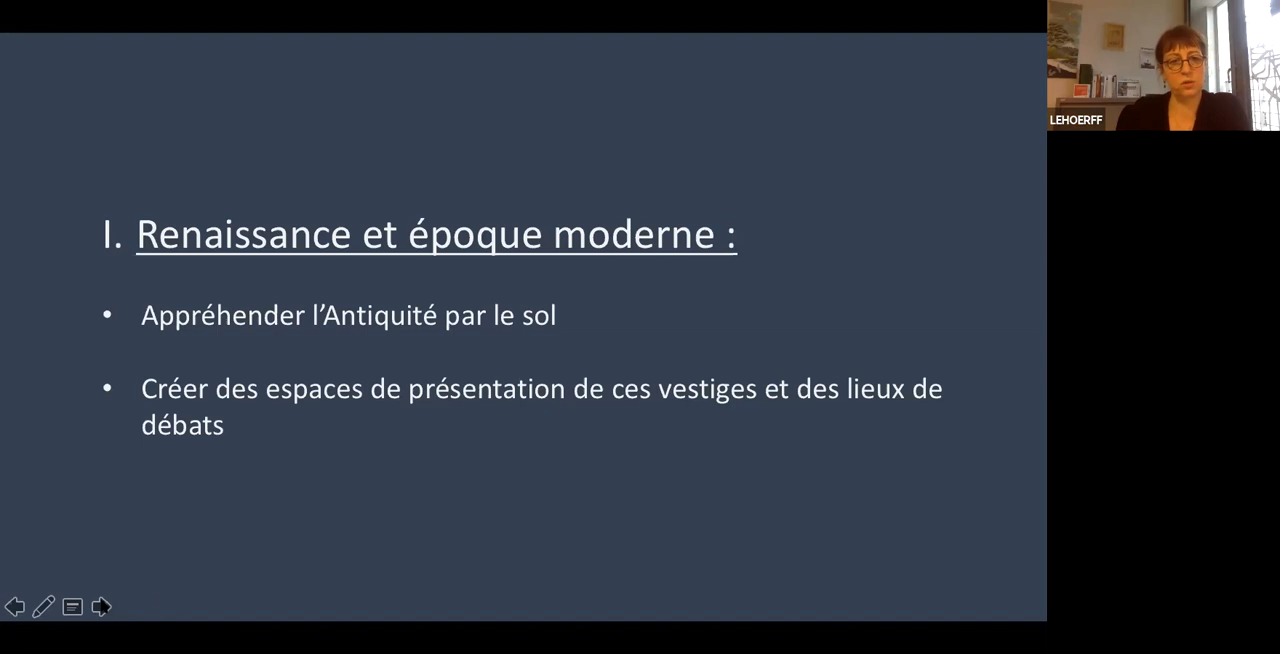 I. Renaissance et époque moderne :
• Appréhender l’Antiquité par le sol
• Créer des espaces de présentation de ces vestiges et des lieux de
débats
LEHOERFF